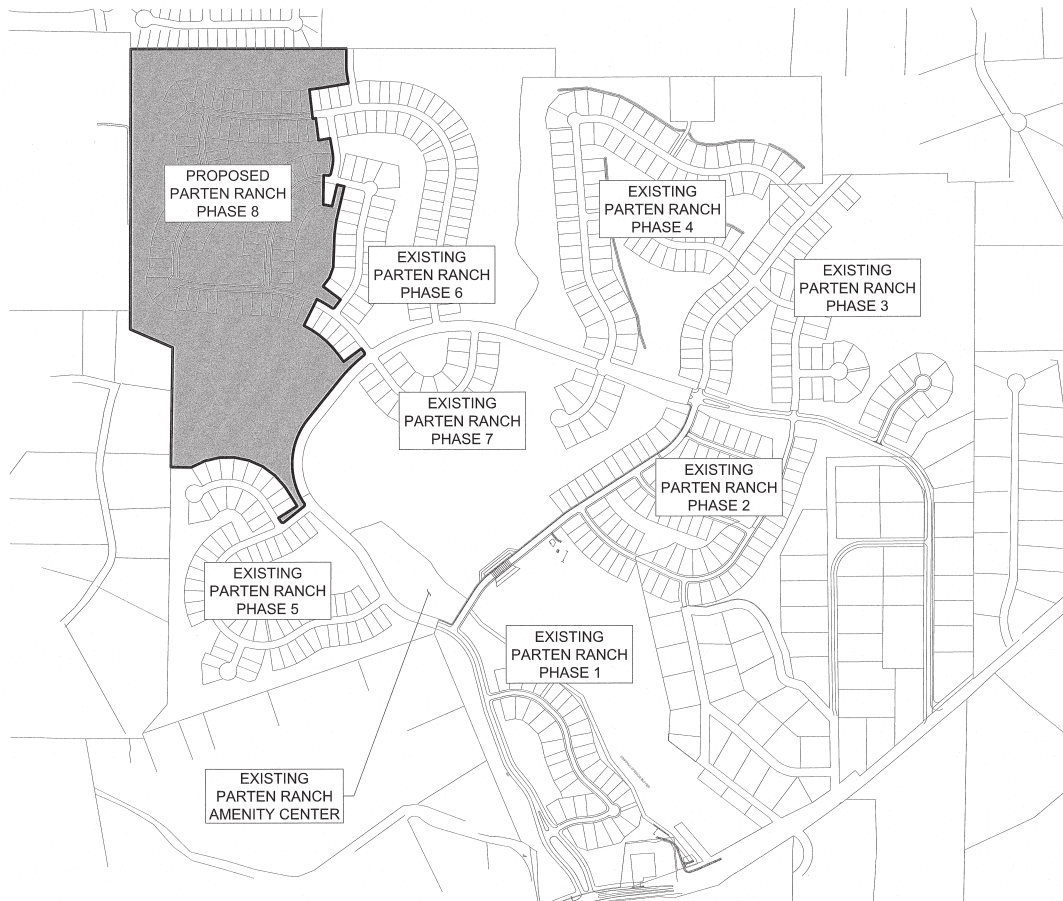 PROPOSED
PARTEN RANCH
PHASE 8
EXISTING
PARTEN RANCH
PHASE 4
EXISTING
PARTEN RANCH
PHASE 6
EXISTING
PARTEN RANCH
PHASE 3
EXISTING
PARTEN RANCH
PHASE 7
EXISTING
PARTEN RANCH
PHASE 2
EXISTING
PARTEN RANCH
PHASE 5
EXISTING
PARTEN RANCH
PHASE 1
EXISTING
PARTEN RANCH
AMENITY CENTER